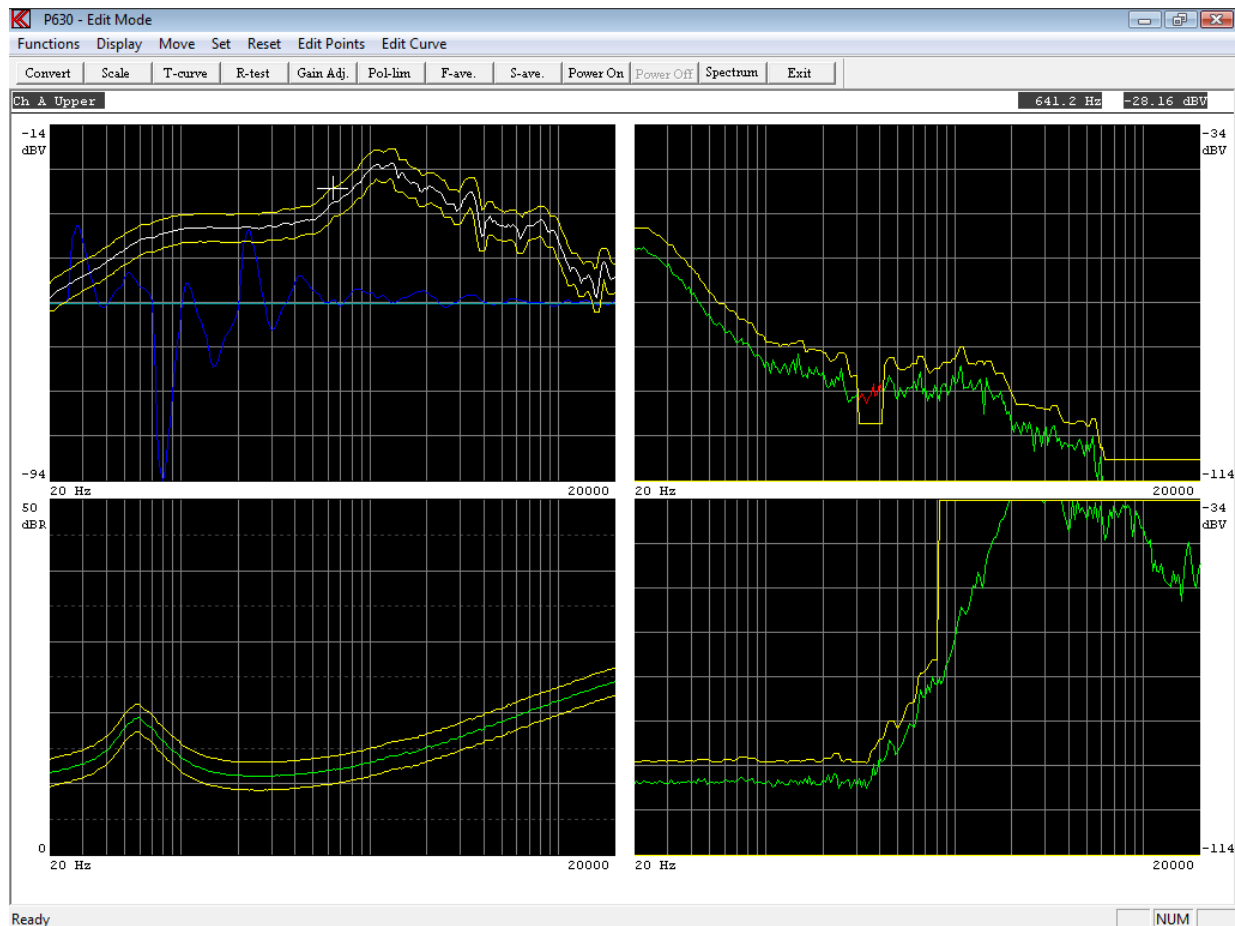 P630 - Edit Mode
Functions Display Move Set Reset Edit Points Edit Curve
Convert Scale T-curve R-test Gain Adj. Pol-lim F-ave. S-ave. Power On Power Off Spectrum Exit
Ch A Upper 641.2 Hz -28.16 dBV
-14
dBV
-94
20 Hz 20000
-34
dBV
-114
20 Hz 20000
50
dBR
0
20 Hz 20000
-34
dBV
-114
20 Hz 20000
Ready NUM